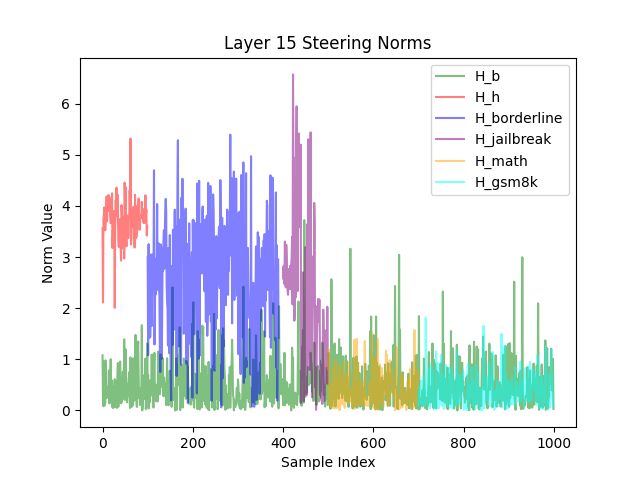 Layer 15 Steering Norms
H_b
H_h
H_borderline
H_jailbreak
H_math
H_gsm8k
Norm Value
6
5
4
3
2
1
0
0 200 400 600 800 1000
Sample Index